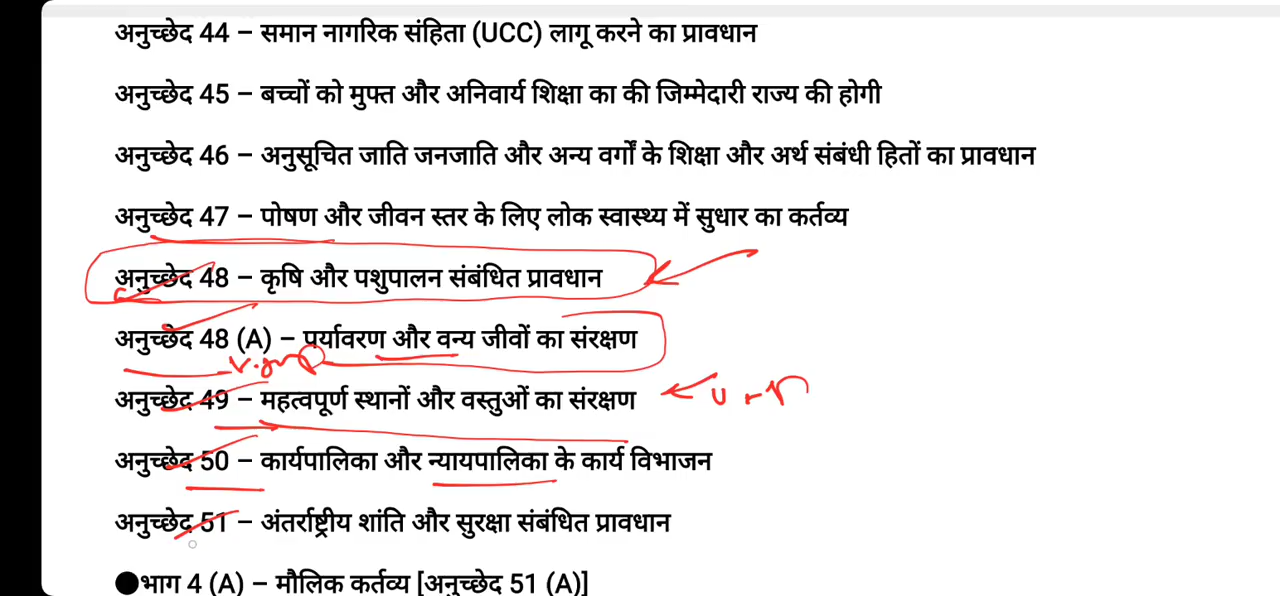 अनुच्छेद 44 – समान नागरिक संहिता (UCC) लागू करने का प्रावधान
अनुच्छेद 45 – बच्चों को मुफ्त और अनिवार्य शिक्षा का की जिम्मेदारी राज्य की होगी
अनुच्छेद 46 – अनुसूचित जाति जनजाति और अन्य वर्गों के शिक्षा और अर्थ संबंधी हितों का प्रावधान
अनुच्छेद 47 – पोषण और जीवन स्तर के लिए लोक स्वास्थ्य में सुधार का कर्तव्य
अनुच्छेद 48 – कृषि और पशुपालन संबंधित प्रावधान
अनुच्छेद 48 (A) – पर्यावरण और वन्य जीवों का संरक्षण
अनुच्छेद 49 – महत्वपूर्ण स्थानों और वस्तुओं का संरक्षण
अनुच्छेद 50 – कार्यपालिका और न्यायपालिका के कार्य विभाजन
अनुच्छेद 51 – अंतर्राष्ट्रीय शांति और सुरक्षा संबंधित प्रावधान
●भाग 4 (A) – मौलिक कर्तव्य [अनुच्छेद 51 (A)]